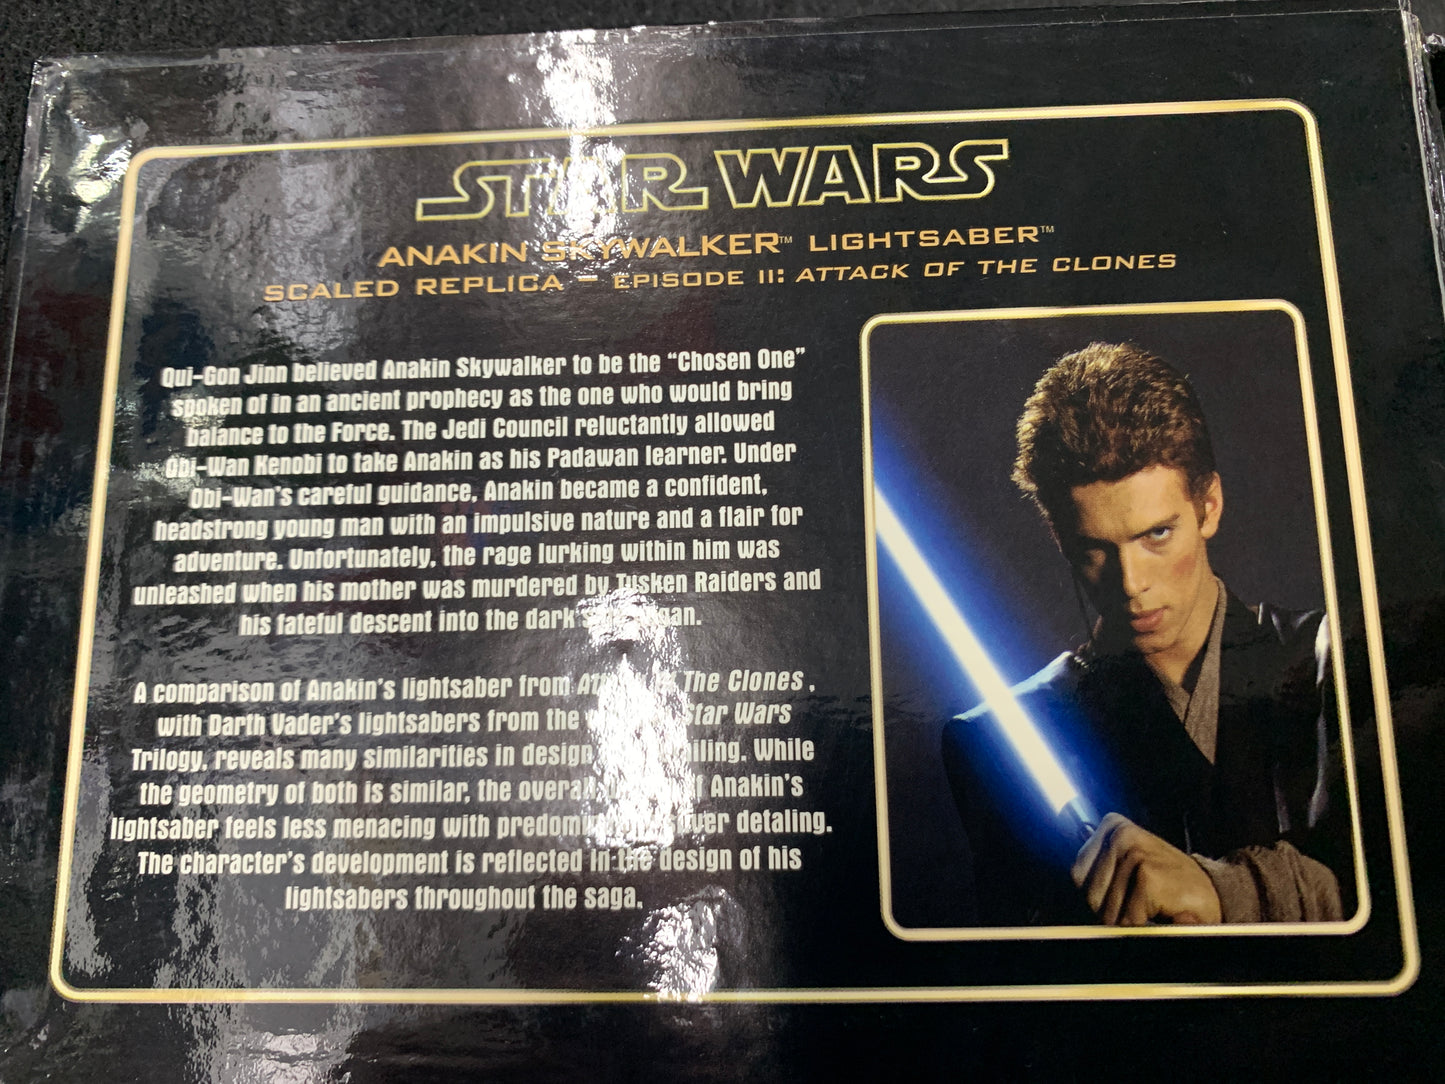 STAR WARS
ANAKIN SKYWALKER™ LIGHTSABER™
SCALED REPLICA – EPISODE II: ATTACK OF THE CLONES
Qui-Gon Jinn believed Anakin Skywalker to be the “Chosen One”
spoken of in an ancient prophecy as the one who would bring
balance to the Force. The Jedi Council reluctantly allowed
Obi-Wan Kenobi to take Anakin as his Padawan learner. Under
Obi-Wan's careful guidance, Anakin became a confident,
headstrong young man with an impulsive nature and a flair for
adventure. Unfortunately, the rage lurking within him was
unleashed when his mother was murdered by Tusken Raiders and
his fateful descent into the dark
A comparison of Anakin's lightsaber from The Clones,
with Darth Vader's lightsabers from the Star Wars
Trilogy, reveals many similarities in design While
the geometry of both is similar, the overall Anakin's
lightsaber feels less menacing with detaling.
The character's development is reflected in the design of his
lightsabers throughout the saga.